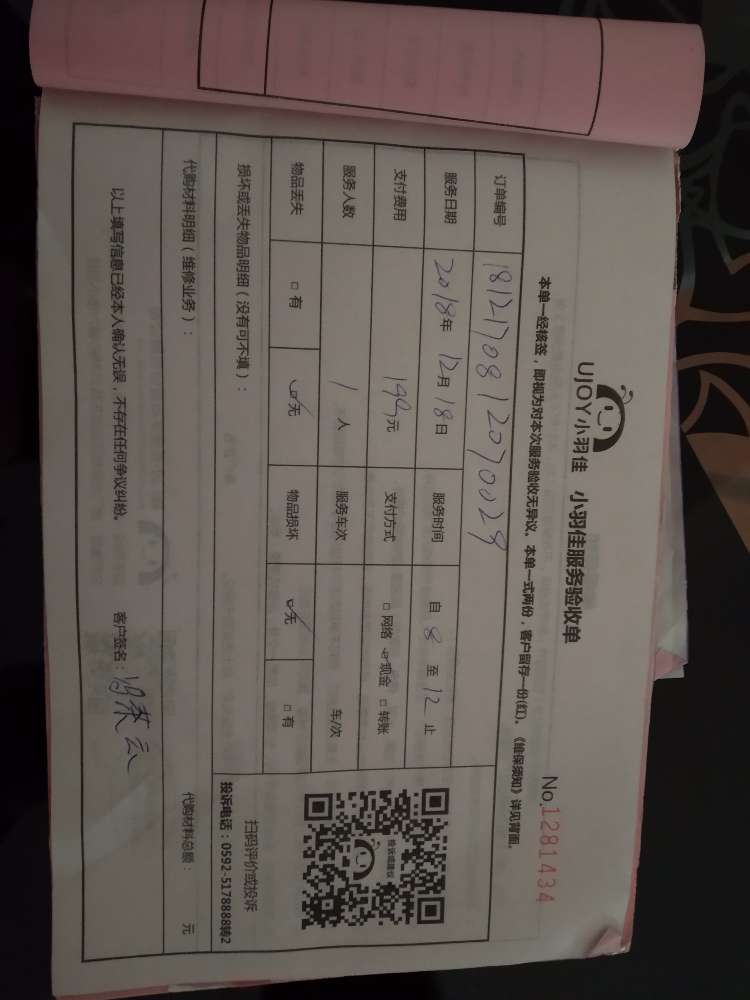 UJOY小羽佳 小羽佳服务验收单
No.1281434
本单一经核签，即视为对本次服务验收无异议。本单一式两份，客户留存一份(红)。《维保须知》详见背面。
订单编号 1812170812070029
服务日期 2018年 12月 18日 服务时间 自 8 至 12 止
支付费用 199元 支付方式 □网络 ☑现金 □转账
服务人数 1 人 服务车次 车/次
物品丢失 □有 ☑无 物品损坏 ☑无 □有
损坏或丢失物品明细（没有可不填）：
投诉或建议
扫码评价或投诉
投诉电话：0592-5178888转2
代购材料明细（维修业务）： 代购材料总额： 元
以上填写信息已经本人确认无误，不存在任何争议纠纷。 客户签名：